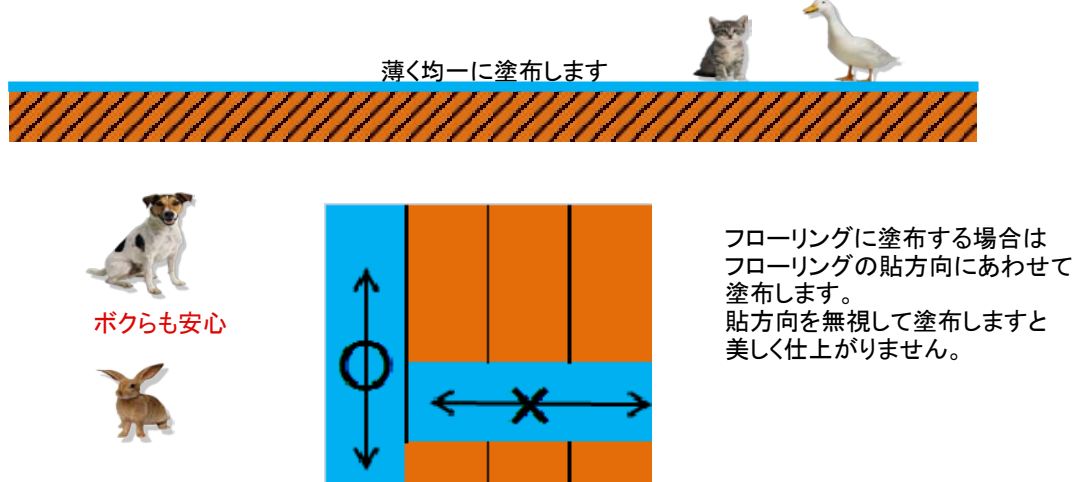 薄く均一に塗布します
ボクらも安心
フローリングに塗布する場合は
フローリングの貼方向にあわせて
塗布します。
貼方向を無視して塗布しますと
美しく仕上がりません。